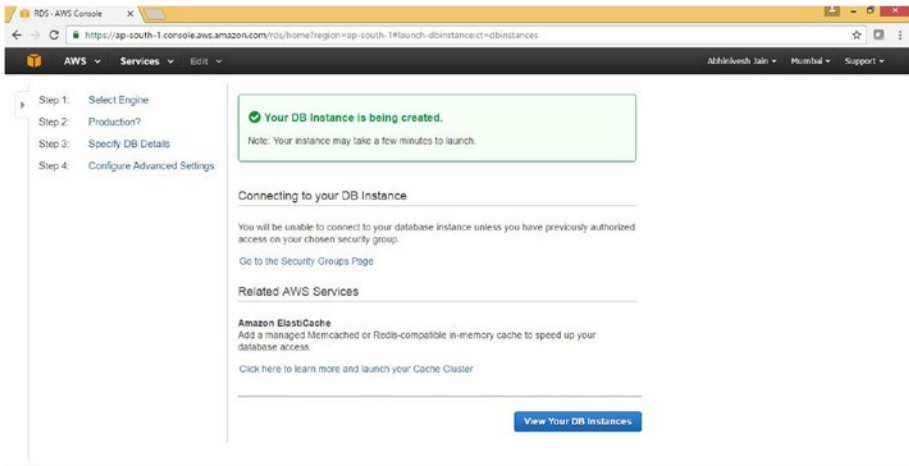 RDS - AWS Console
https://ap-south-1.console.aws.amazon.com/rds/home?region=ap-south-1#launch-dbinstance:ct=dbinstances
AWS Services Edit Abhinivesh Jain Mumbai Support
Step 1: Select Engine
Step 2: Production?
Step 3: Specify DB Details
Step 4: Configure Advanced Settings
Your DB Instance is being created.
Note: Your instance may take a few minutes to launch.
Connecting to your DB Instance
You will be unable to connect to your database instance unless you have previously authorized
access on your chosen security group.
Go to the Security Groups Page
Related AWS Services
Amazon ElastiCache
Add a managed Memcached or Redis-compatible in-memory cache to speed up your
database access.
Click here to learn more and launch your Cache Cluster
View Your DB Instances